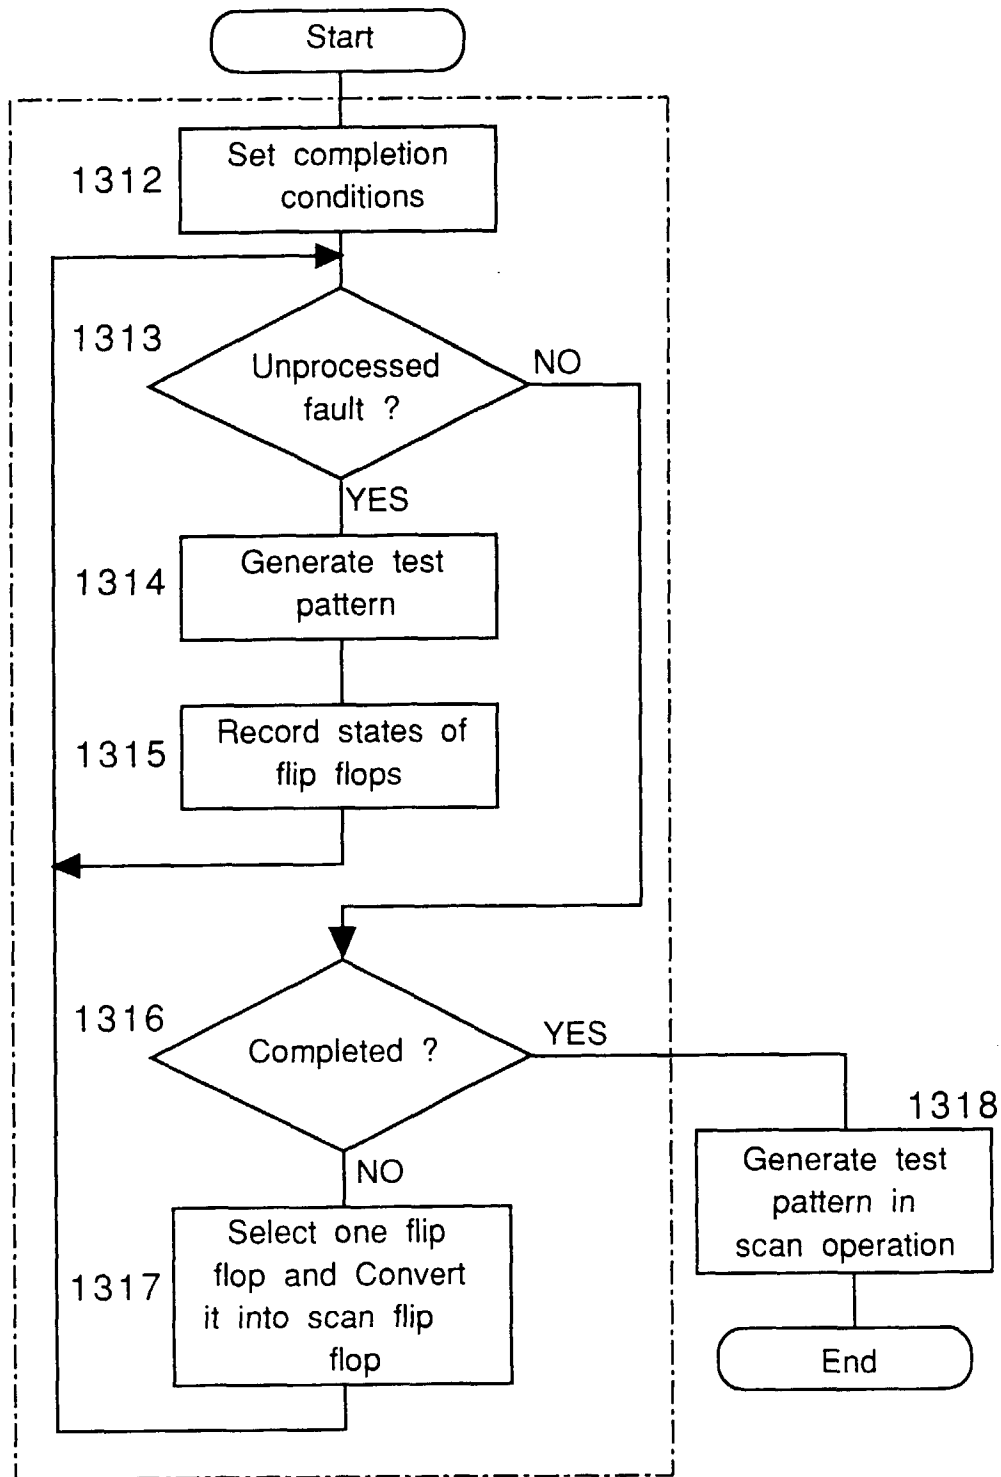 Start
1312
Set completion
conditions
1313
Unprocessed
fault ?
NO
YES
1314
Generate test
pattern
1315
Record states of
flip flops
1316
Completed ?
YES
NO
1317
Select one flip
flop and Convert
it into scan flip
flop
1318
Generate test
pattern in
scan operation
End